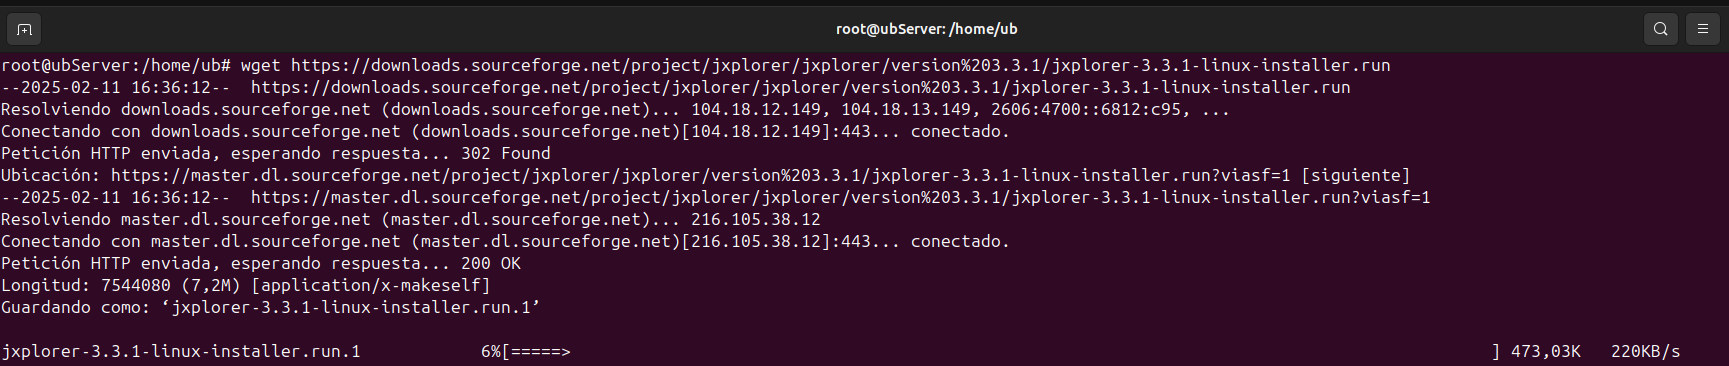 root@ubServer: /home/ub
root@ubServer:/home/ub# wget https://downloads.sourceforge.net/project/jxplorer/jxplorer/version%203.3.1/jxplorer-3.3.1-linux-installer.run
--2025-02-11 16:36:12--  https://downloads.sourceforge.net/project/jxplorer/jxplorer/version%203.3.1/jxplorer-3.3.1-linux-installer.run
Resolviendo downloads.sourceforge.net (downloads.sourceforge.net)... 104.18.12.149, 104.18.13.149, 2606:4700::6812:c95, ...
Conectando con downloads.sourceforge.net (downloads.sourceforge.net)[104.18.12.149]:443... conectado.
Petición HTTP enviada, esperando respuesta... 302 Found
Ubicación: https://master.dl.sourceforge.net/project/jxplorer/jxplorer/version%203.3.1/jxplorer-3.3.1-linux-installer.run?viasf=1 [siguiente]
--2025-02-11 16:36:12--  https://master.dl.sourceforge.net/project/jxplorer/jxplorer/version%203.3.1/jxplorer-3.3.1-linux-installer.run?viasf=1
Resolviendo master.dl.sourceforge.net (master.dl.sourceforge.net)... 216.105.38.12
Conectando con master.dl.sourceforge.net (master.dl.sourceforge.net)[216.105.38.12]:443... conectado.
Petición HTTP enviada, esperando respuesta... 200 OK
Longitud: 7544080 (7,2M) [application/x-makeself]
Guardando como: ‘jxplorer-3.3.1-linux-installer.run.1’
jxplorer-3.3.1-linux-installer.run.1            6%[=====>                                                                                            ] 473,03K   220KB/s